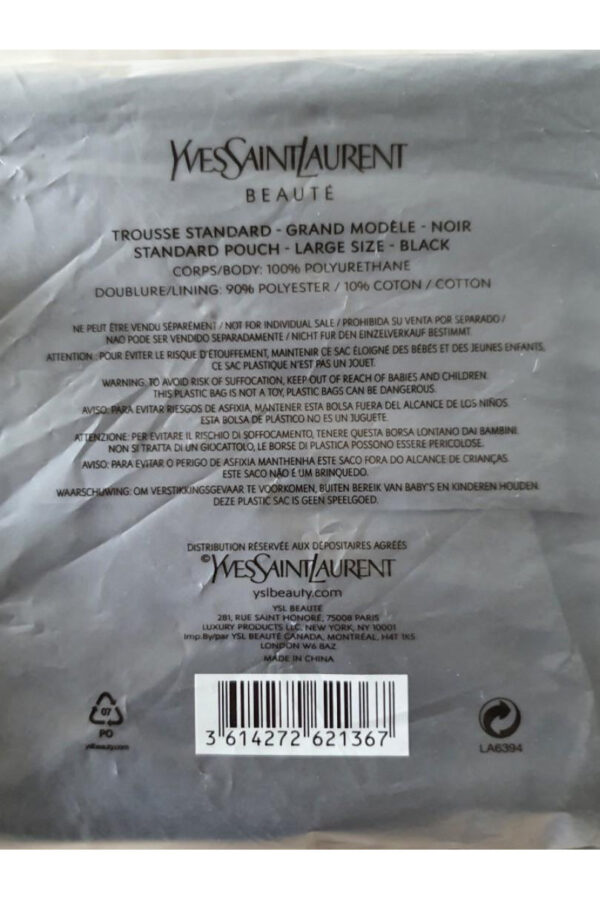 YVESSAINTLAURENT
BEAUTÉ
TROUSSE STANDARD - GRAND MODÈLE - NOIR
STANDARD POUCH - LARGE SIZE - BLACK
CORPS/BODY: 100% POLYURETHANE
DOUBLURE/LINING: 90% POLYESTER / 10% COTON / COTTON
NE PEUT ÊTRE VENDU SÉPARÉMENT / NOT FOR INDIVIDUAL SALE / PROHIBIDA SU VENTA POR SEPARADO /
NAO PODE SER VENDIDO SEPARADAMENTE / NICHT FUR DEN EINZELVERKAUF BESTIMMT.
ATTENTION : POUR ÉVITER LE RISQUE D'ÉTOUFFEMENT, MAINTENIR CE SAC ÉLOIGNÉ DES BÉBÉS ET DES JEUNES ENFANTS,
CE SAC PLASTIQUE N'EST PAS UN JOUET.
WARNING: TO AVOID RISK OF SUFFOCATION, KEEP OUT OF REACH OF BABIES AND CHILDREN.
THIS PLASTIC BAG IS NOT A TOY, PLASTIC BAGS CAN BE DANGEROUS.
AVISO: PARA EVITAR RIESGOS DE ASFIXIA, MANTENER ESTA BOLSA FUERA DEL ALCANCE DE LOS NIÑOS.
ESTA BOLSA DE PLÁSTICO NO ES UN JUGUETE.
ATTENZIONE: PER EVITARE IL RISCHIO DI SOFFOCAMENTO, TENERE QUESTA BORSA LONTANO DAI BAMBINI.
NON SI TRATTA DI UN GIOCATTOLO, LE BORSE DI PLASTICA POSSONO ESSERE PERICOLOSE.
AVISO: PARA EVITAR O PERIGO DE ASFIXIA MANTENHA ESTE SACO FORA DO ALCANCE DE CRIANÇAS.
ESTE SACO NÃO É UM BRINQUEDO.
WAARSCHUWING: OM VERSTIKKINGSGEVAAR TE VOORKOMEN, BUITEN BEREIK VAN BABY'S EN KINDEREN HOUDEN.
DEZE PLASTIC SAC IS GEEN SPEELGOED.
DISTRIBUTION RÉSERVÉE AUX DÉPOSITAIRES AGRÉÉS
©YVESSAINTLAURENT
yslbeauty.com
YSL BEAUTÉ
281, RUE SAINT HONORÉ, 75008 PARIS
LUXURY PRODUCTS LLC, NEW YORK, NY 10001
Imp.By/par YSL BEAUTÉ CANADA, MONTRÉAL, H4T 1K5
LONDON W6 8AZ
MADE IN CHINA
07
PO
yslbeauty.com
3 614272 621367
LA6394